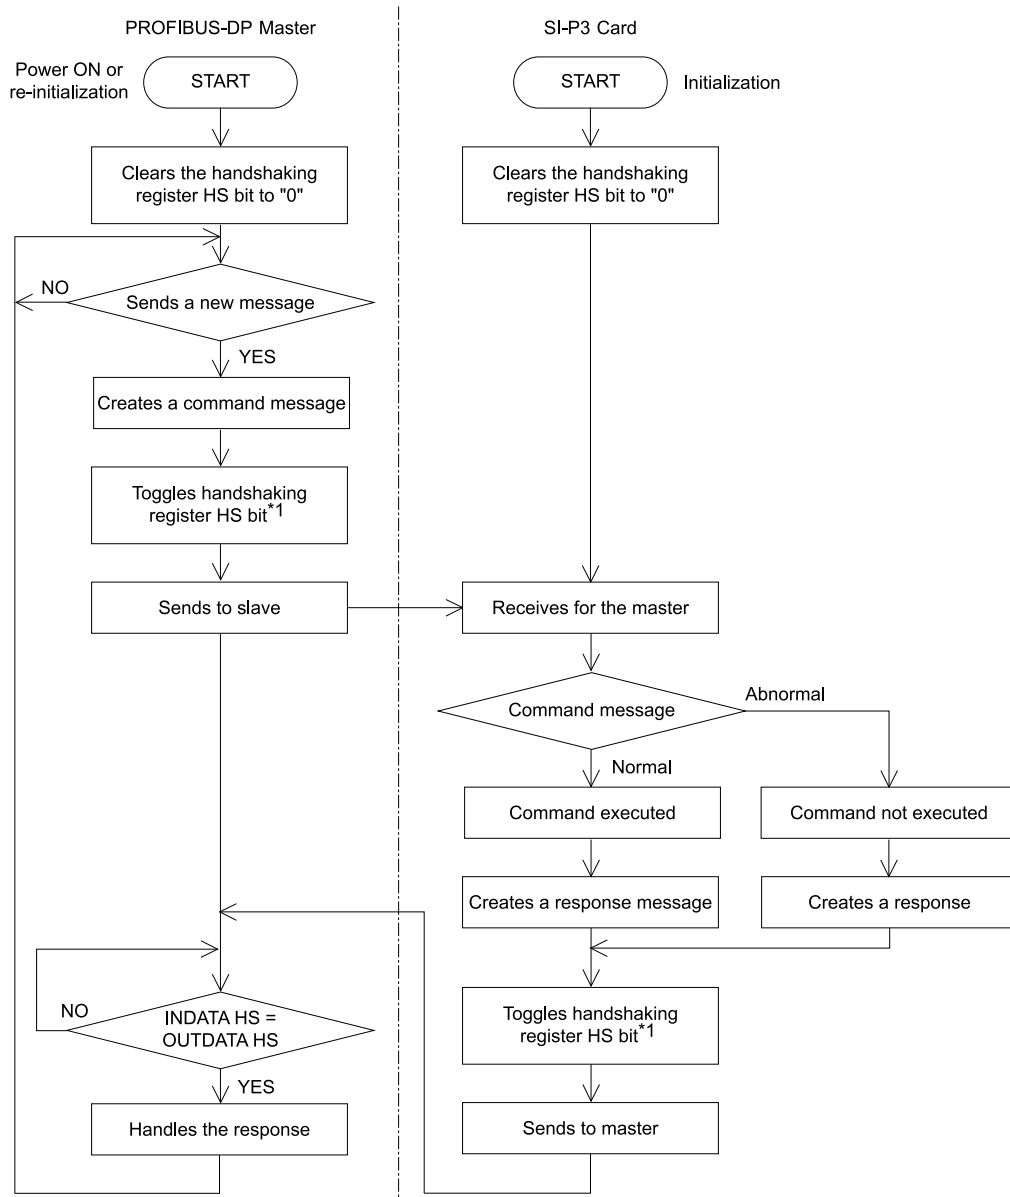 PROFIBUS-DP Master
SI-P3 Card
Power ON or
re-initialization
START
START
Initialization
Clears the handshaking
register HS bit to "0"
Clears the handshaking
register HS bit to "0"
NO
Sends a new message
YES
Creates a command message
Toggles handshaking
register HS bit*1
Sends to slave
Receives for the master
Command message
Abnormal
Normal
Command executed
Command not executed
Creates a response message
Creates a response
NO
INDATA HS =
OUTDATA HS
Toggles handshaking
register HS bit*1
YES
Handles the response
Sends to master